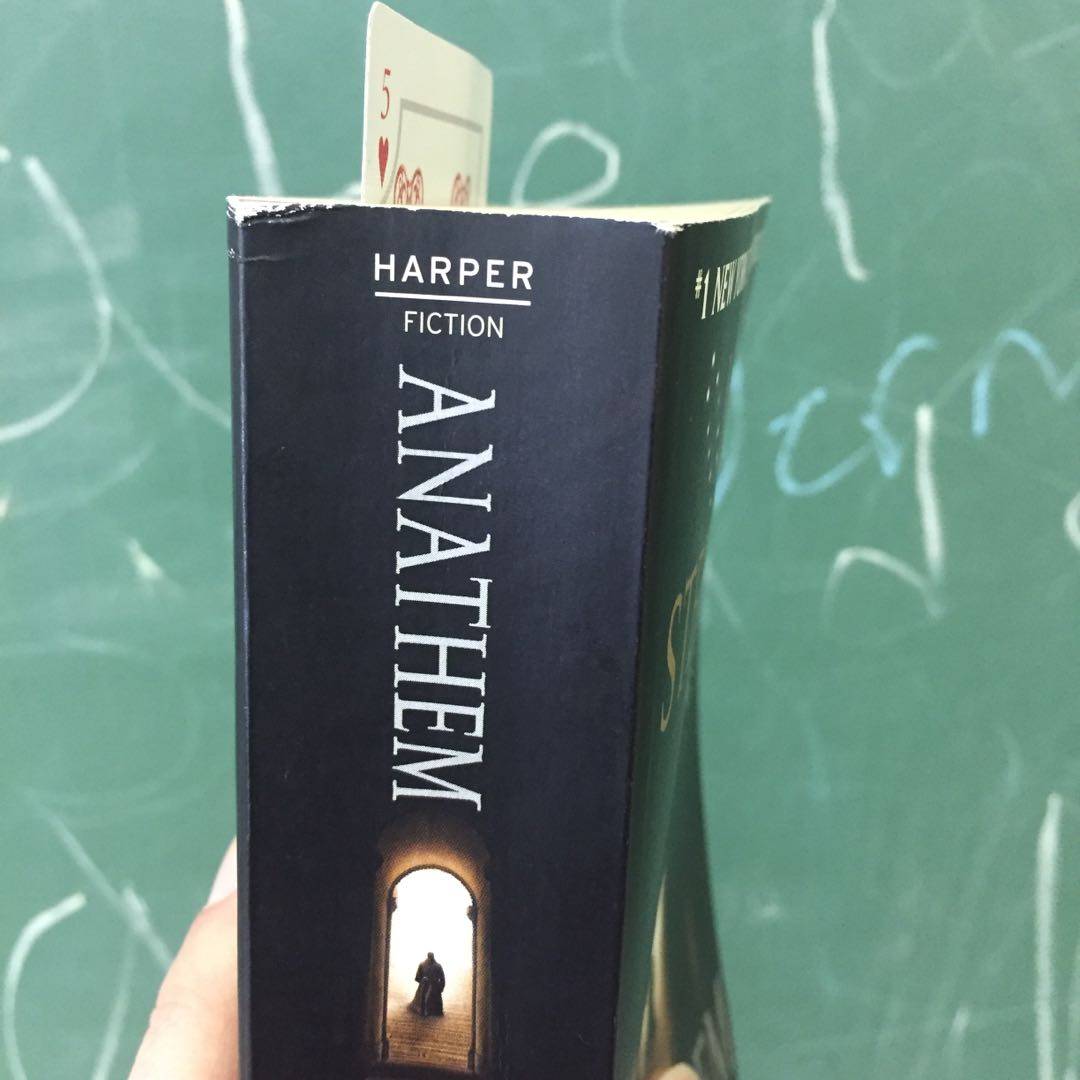 5
HARPER
FICTION
ANATHEM
#1 NEW